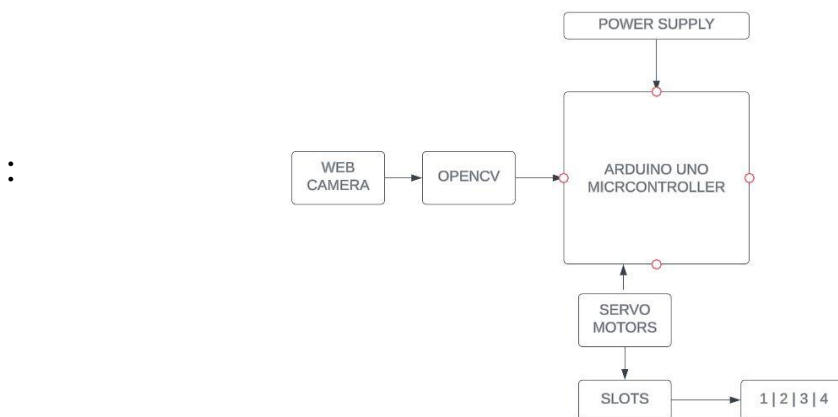 POWER SUPPLY
:
WEB
CAMERA
OPENCV
ARDUINO UNO
MICRCONTROLLER
SERVO
MOTORS
SLOTS
1 | 2 | 3 | 4